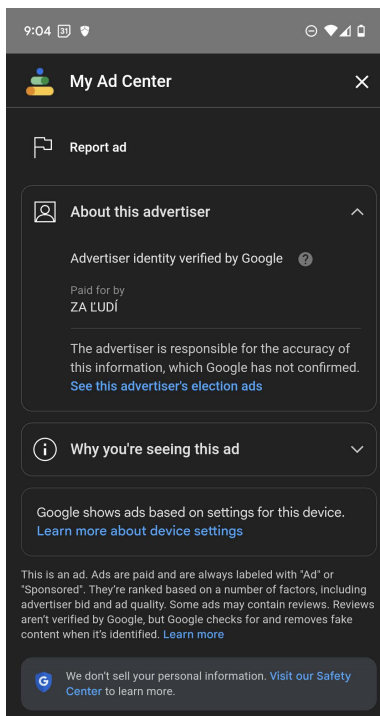 9:04 31
My Ad Center
Report ad
About this advertiser
Advertiser identity verified by Google ?
Paid for by
ZA ĽUDÍ
The advertiser is responsible for the accuracy of
this information, which Google has not confirmed.
See this advertiser's election ads
Why you're seeing this ad
Google shows ads based on settings for this device.
Learn more about device settings
This is an ad. Ads are paid and are always labeled with "Ad" or
"Sponsored". They're ranked based on a number of factors, including
advertiser bid and ad quality. Some ads may contain reviews. Reviews
aren't verified by Google, but Google checks for and removes fake
content when it's identified. Learn more
G We don't sell your personal information. Visit our Safety
Center to learn more.